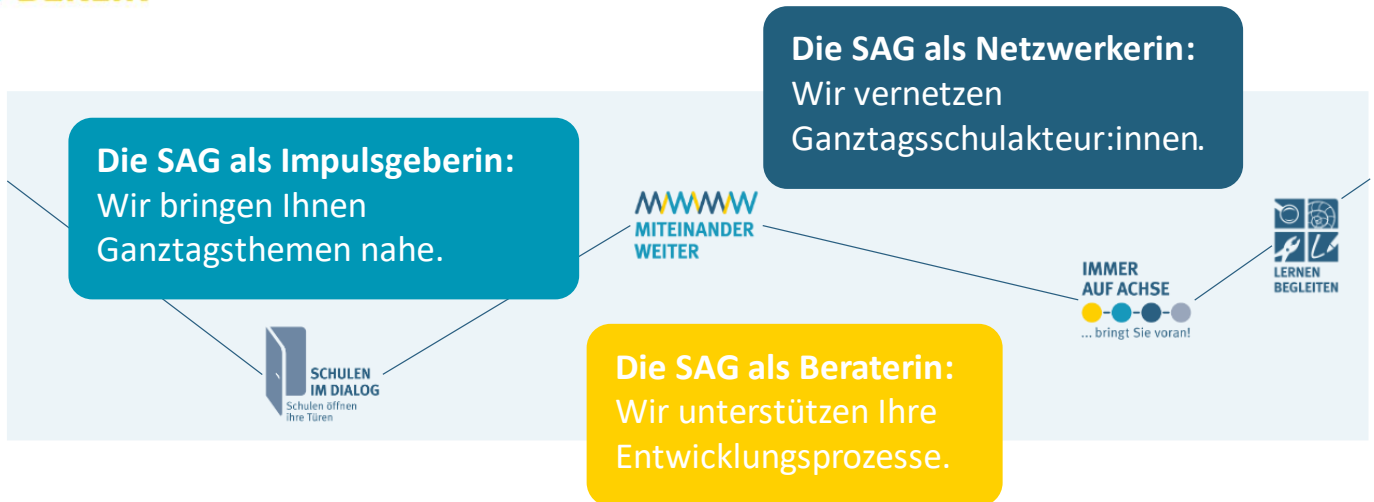 Die SAG als Netzwerkerin:
Wir vernetzen
Ganztagsschulakteur:innen.
Die SAG als Impulsgeberin:
Wir bringen Ihnen
Ganztagsthemen nahe.
MITEINANDER
WEITER
IMMER
AUF ACHSE
... bringt Sie voran!
LERNEN
BEGLEITEN
SCHULEN
IM DIALOG
Schulen öffnen
ihre Türen
Die SAG als Beraterin:
Wir unterstützen Ihre
Entwicklungsprozesse.